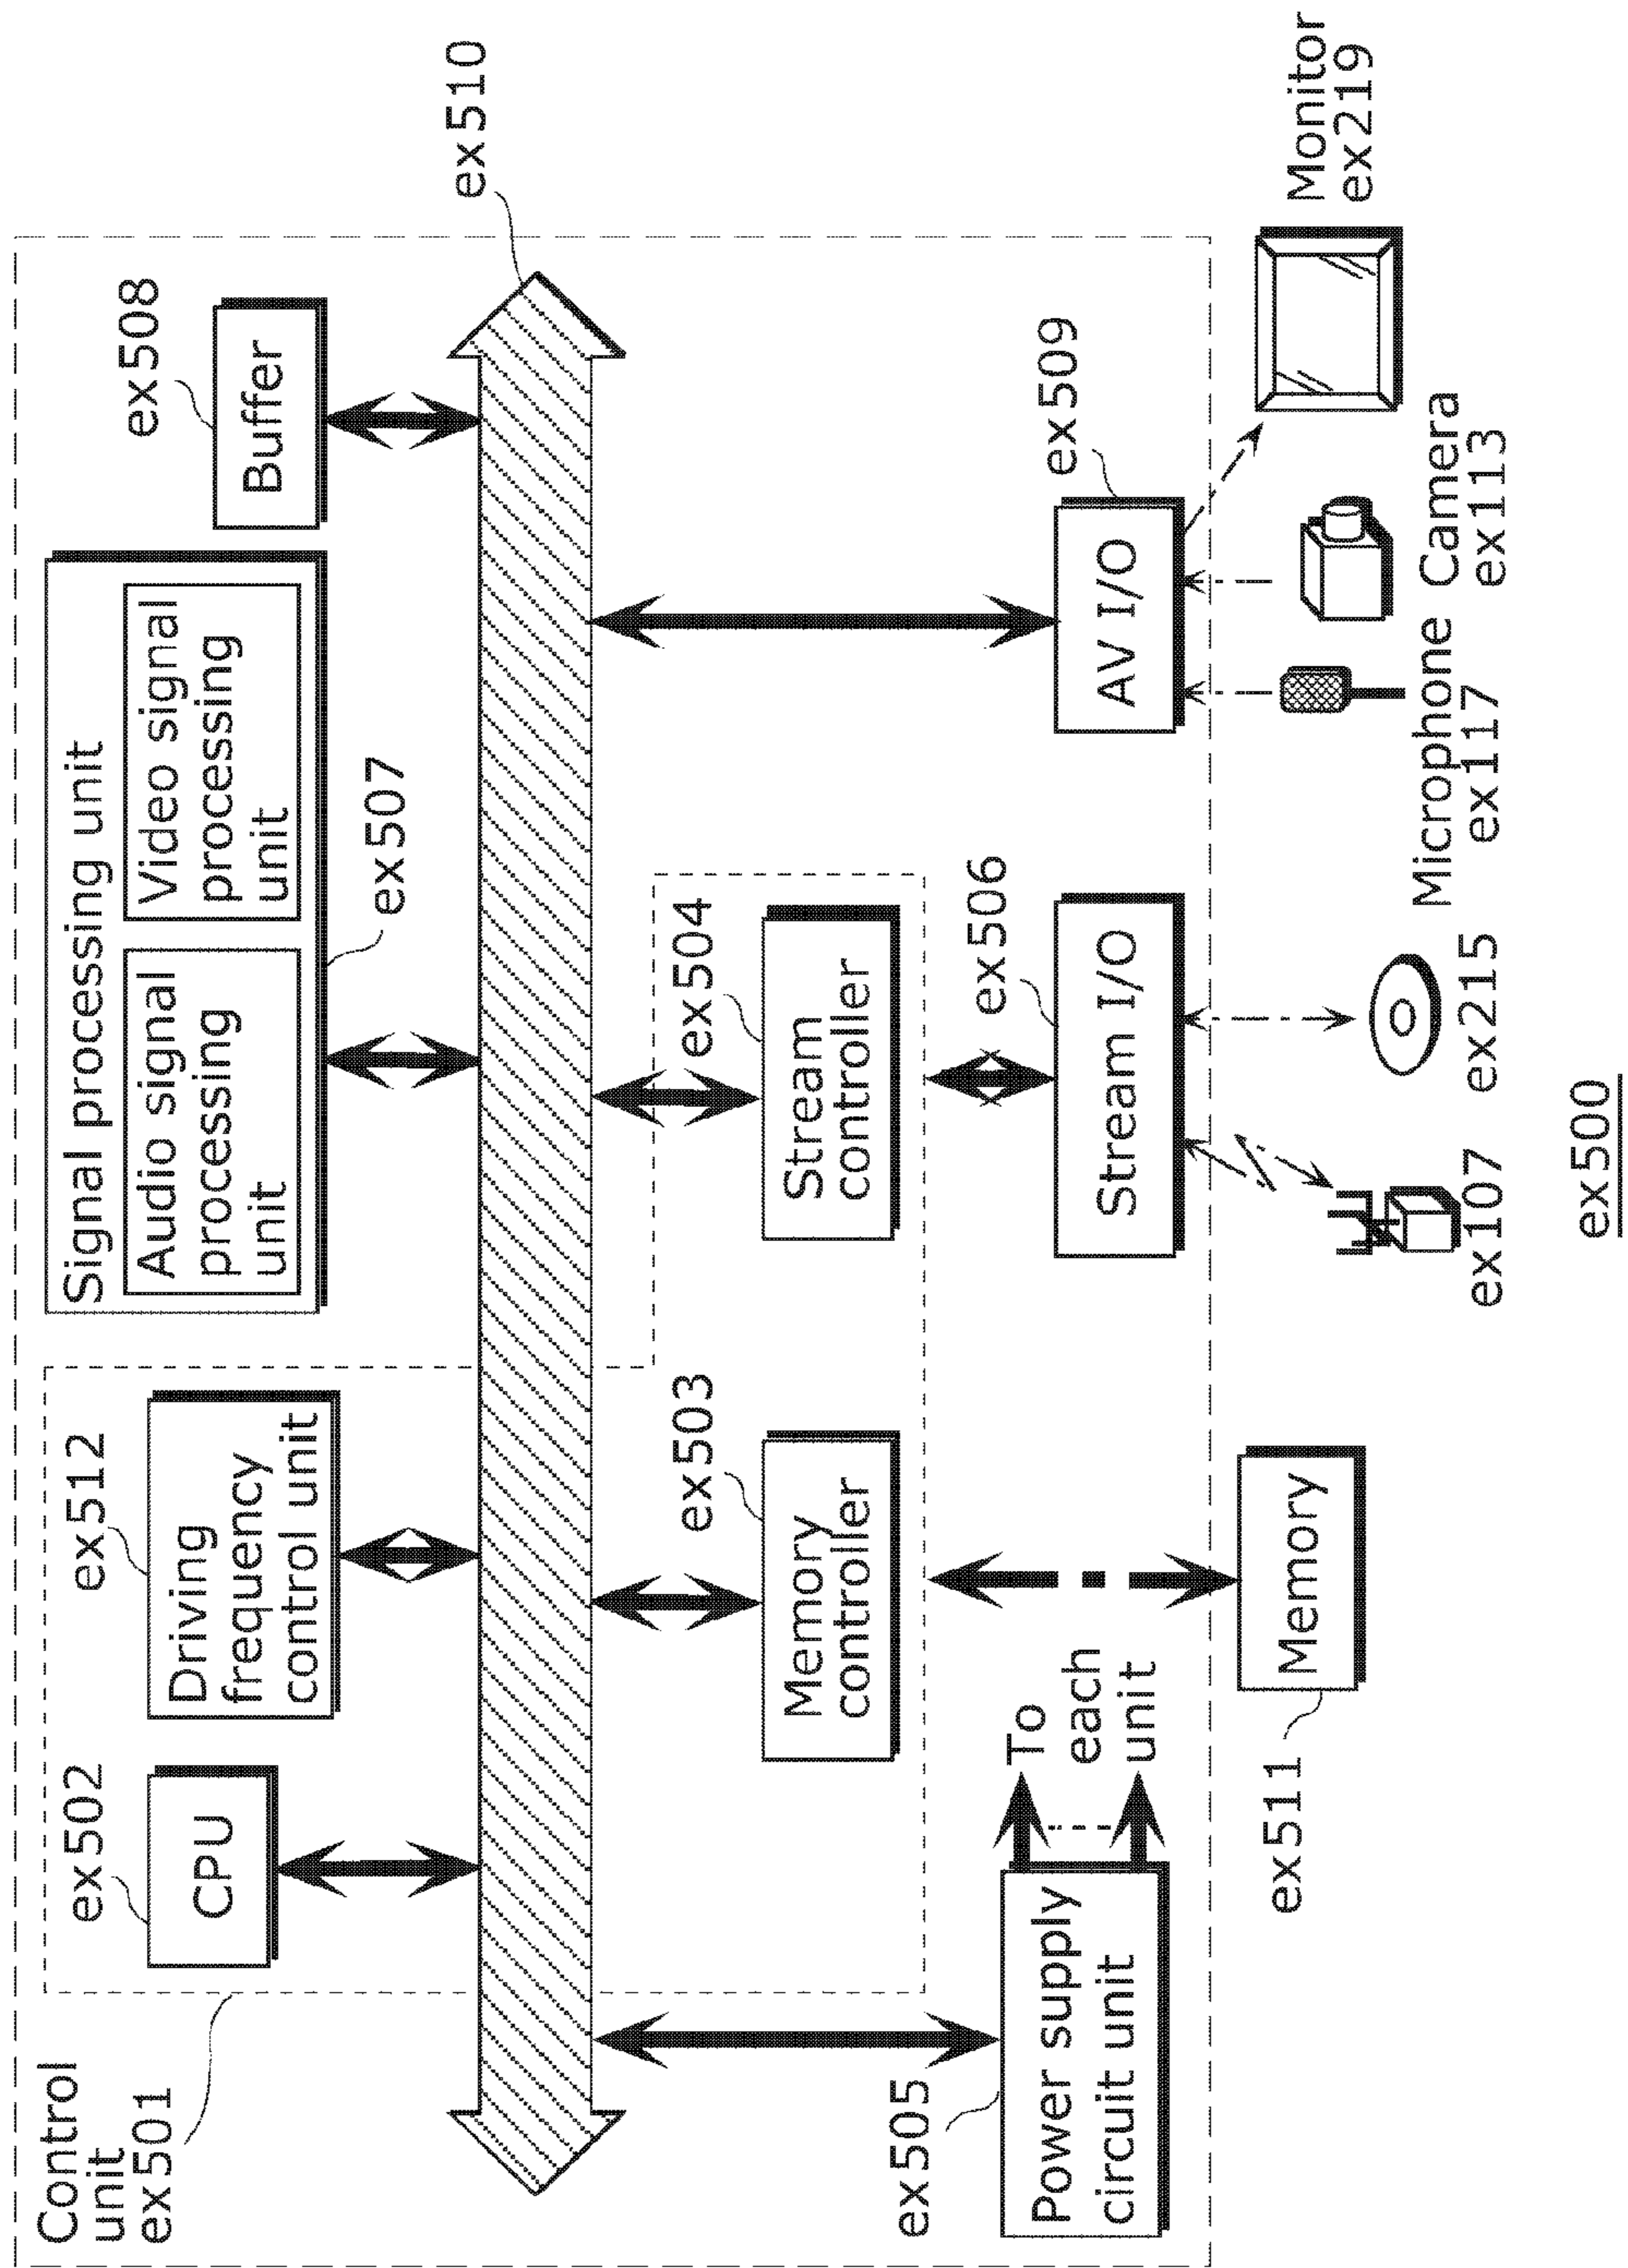 Control
unit
ex501
ex502
CPU
ex512
Driving
frequency
control unit
Signal processing unit
Audio signal
processing
unit
Video signal
processing
unit
ex507
ex508
Buffer
ex510
ex503
Memory
controller
ex504
Stream
controller
ex505
Power supply
circuit unit
To
each
unit
ex506
Stream I/O
ex509
AV I/O
ex511
Memory
ex107
ex215
Microphone
ex117
Camera
ex113
Monitor
ex219
ex500